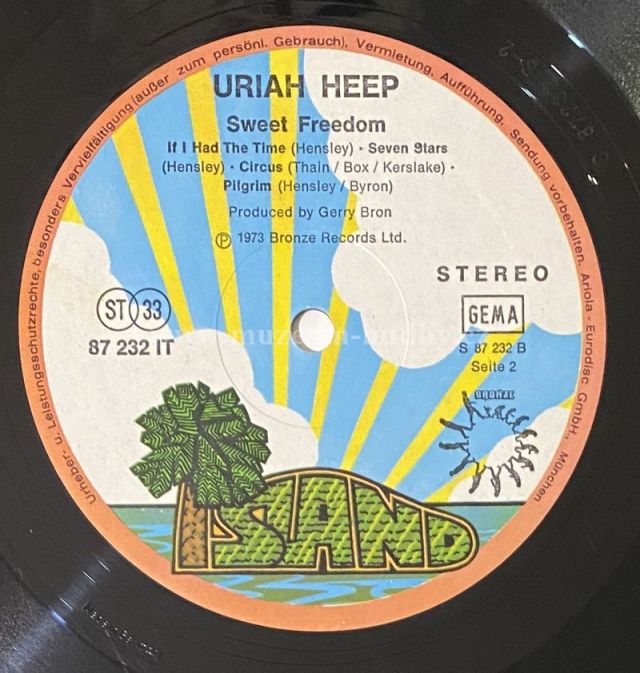 Urheber- u. Leistungsschutzrechte, besonders Vervielfältigung (außer zum persönl. Gebrauch), Vermietung, Aufführung, Sendung vorbehalten. Ariola - Eurodisc GmbH., München
URIAH HEEP
Sweet Freedom
If I Had The Time (Hensley) · Seven Stars
(Hensley) · Circus (Thain / Box / Kerslake) ·
Pilgrim (Hensley / Byron)
Produced by Gerry Bron
Ⓟ 1973 Bronze Records Ltd.
STEREO
ST 33
GEMA
87 232 IT
S 87 232 B
Seite 2
BRONZE
ISLAND